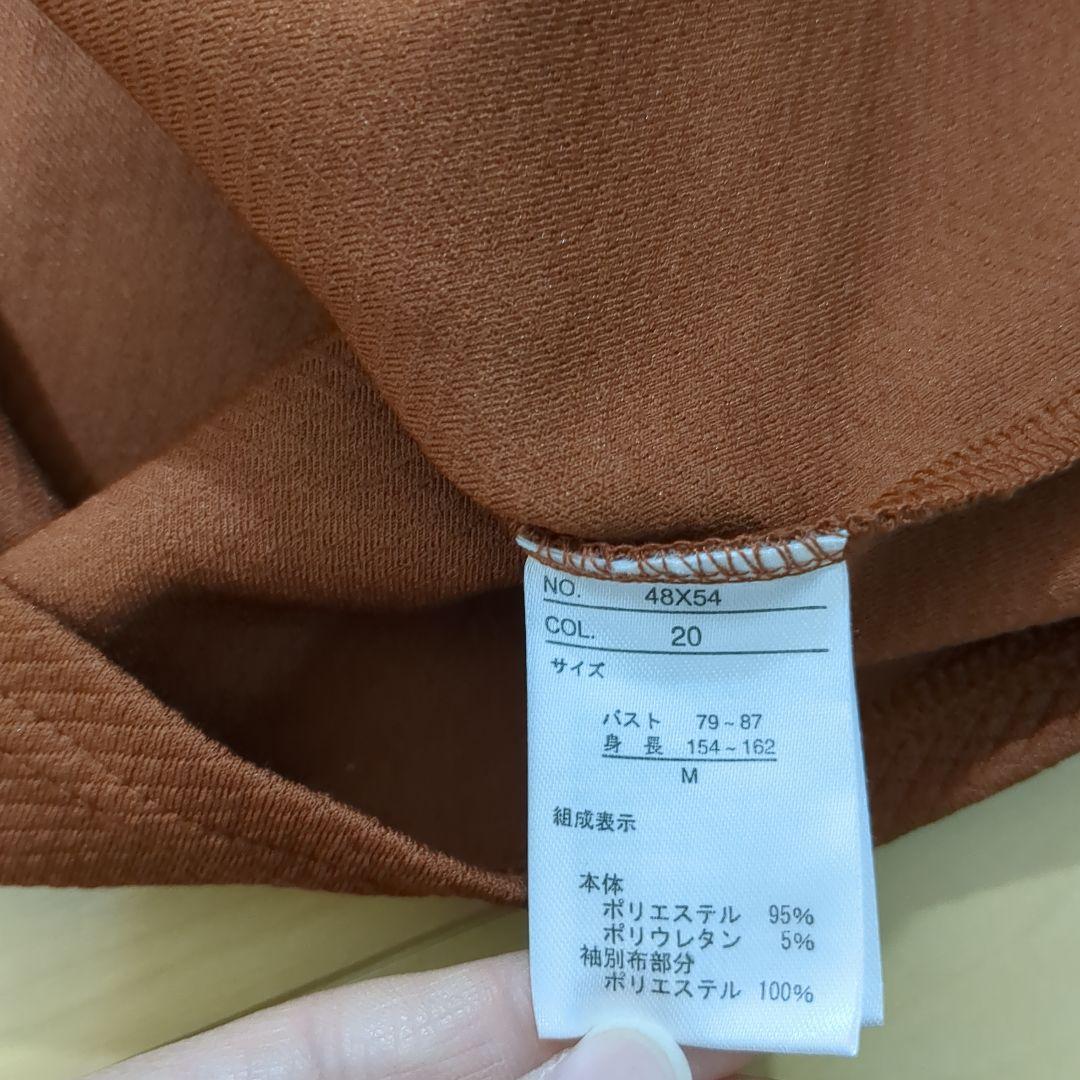 NO. 48X54
COL. 20
サイズ
バスト 79~87
身長 154~162
M
組成表示
本体
ポリエステル 95%
ポリウレタン 5%
袖別布部分
ポリエステル 100%